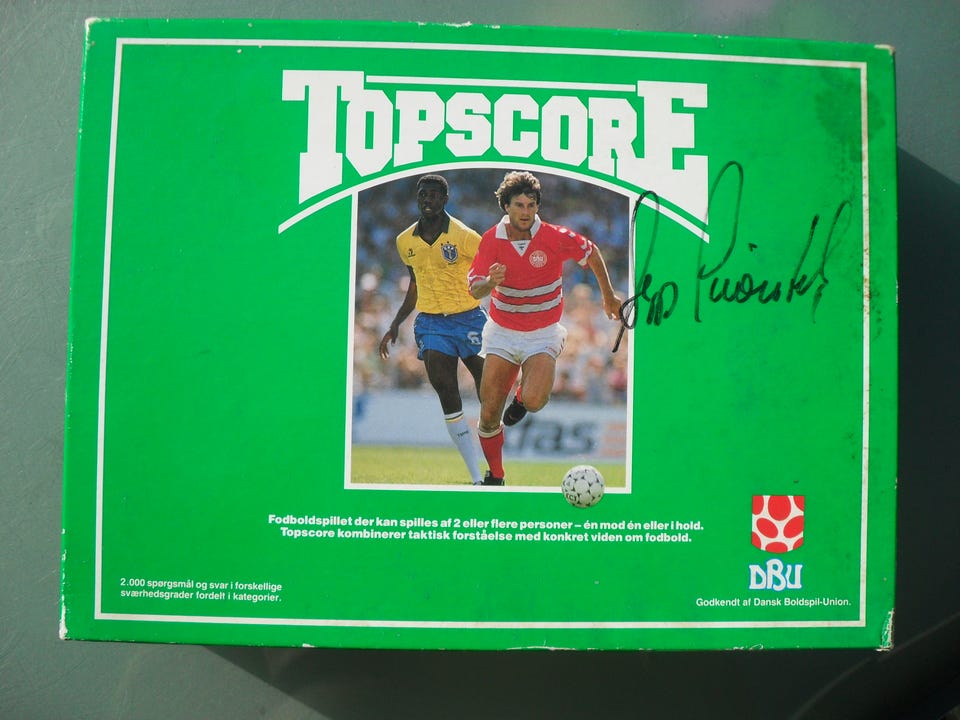 TOPSCORE
DBU
das
Fodboldspillet der kan spilles af 2 eller flere personer – én mod én eller i hold.
Topscore kombinerer taktisk forståelse med konkret viden om fodbold.
2.000 spørgsmål og svar i forskellige
sværhedsgrader fordelt i kategorier.
DBU
Godkendt af Dansk Boldspil-Union.